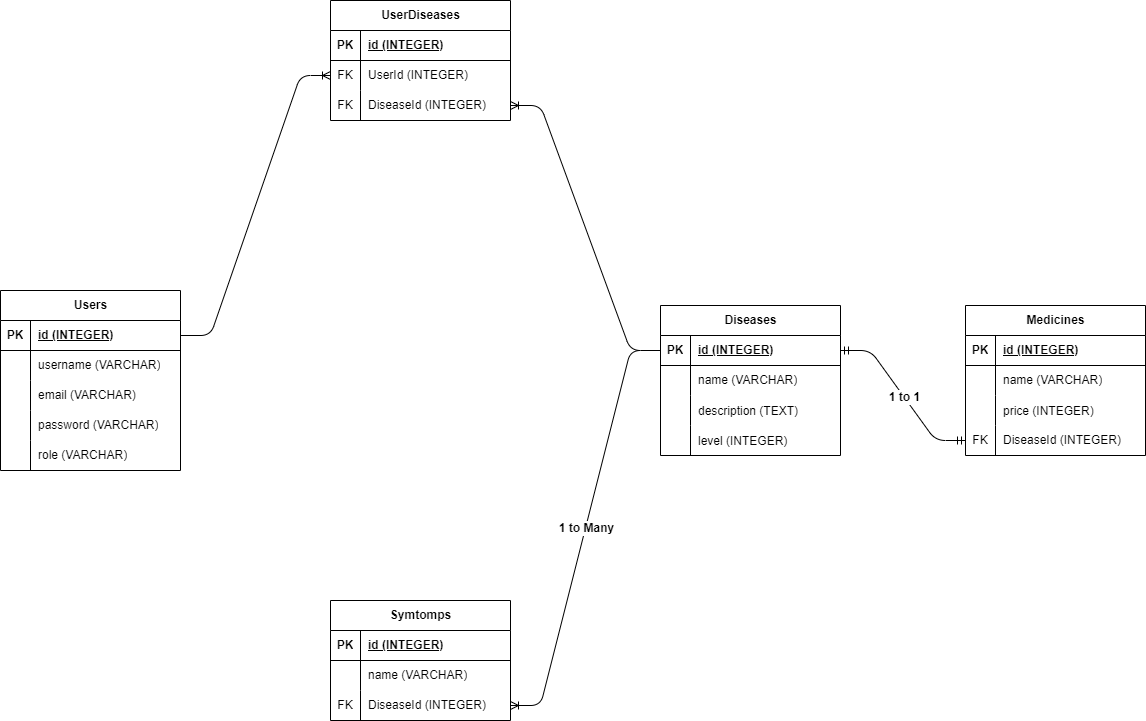 UserDiseases
PK id (INTEGER)
FK UserId (INTEGER)
FK DiseaseId (INTEGER)
Users
PK id (INTEGER)
username (VARCHAR)
email (VARCHAR)
password (VARCHAR)
role (VARCHAR)
Diseases
PK id (INTEGER)
name (VARCHAR)
description (TEXT)
level (INTEGER)
1 to 1
Medicines
PK id (INTEGER)
name (VARCHAR)
price (INTEGER)
FK DiseaseId (INTEGER)
1 to Many
Symtomps
PK id (INTEGER)
name (VARCHAR)
FK DiseaseId (INTEGER)